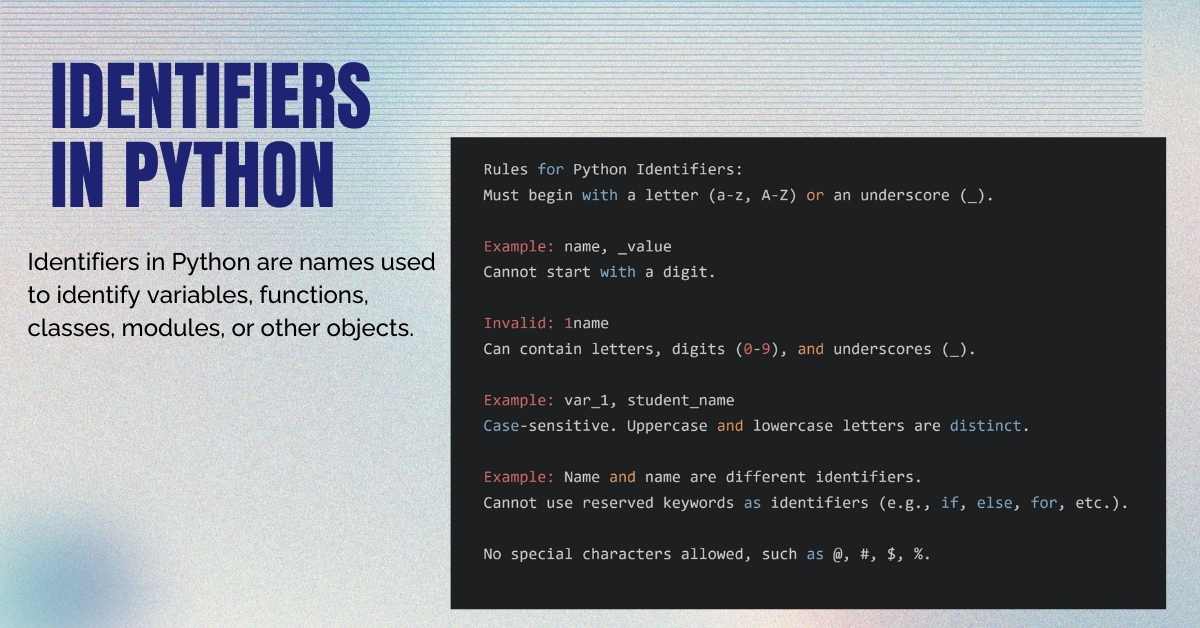 IDENTIFIERS
IN PYTHON
Identifiers in Python are names used
to identify variables, functions,
classes, modules, or other objects.
Rules for Python Identifiers:
Must begin with a letter (a-z, A-Z) or an underscore (_).
Example: name, _value
Cannot start with a digit.
Invalid: 1name
Can contain letters, digits (0-9), and underscores (_).
Example: var_1, student_name
Case-sensitive. Uppercase and lowercase letters are distinct.
Example: Name and name are different identifiers.
Cannot use reserved keywords as identifiers (e.g., if, else, for, etc.).
No special characters allowed, such as @, #, $, %.